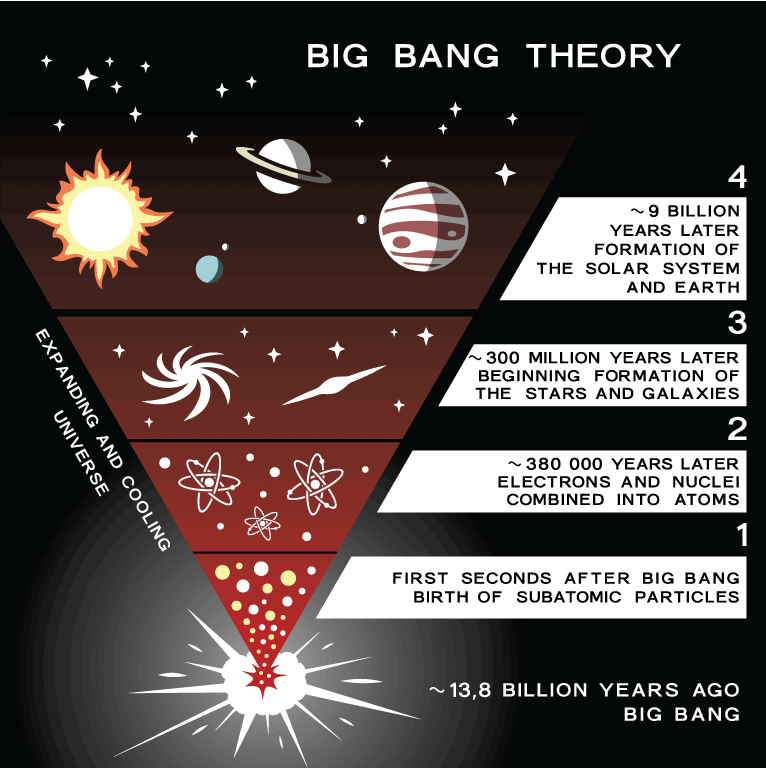 BIG BANG THEORY
4
~ 9 BILLION
YEARS LATER
FORMATION OF
THE SOLAR SYSTEM
AND EARTH
3
~ 300 MILLION YEARS LATER
BEGINNING FORMATION OF
THE STARS AND GALAXIES
EXPANDING AND COOLING
UNIVERSE
2
~ 380 000 YEARS LATER
ELECTRONS AND NUCLEI
COMBINED INTO ATOMS
1
FIRST SECONDS AFTER BIG BANG
BIRTH OF SUBATOMIC PARTICLES
~ 13,8 BILLION YEARS AGO
BIG BANG